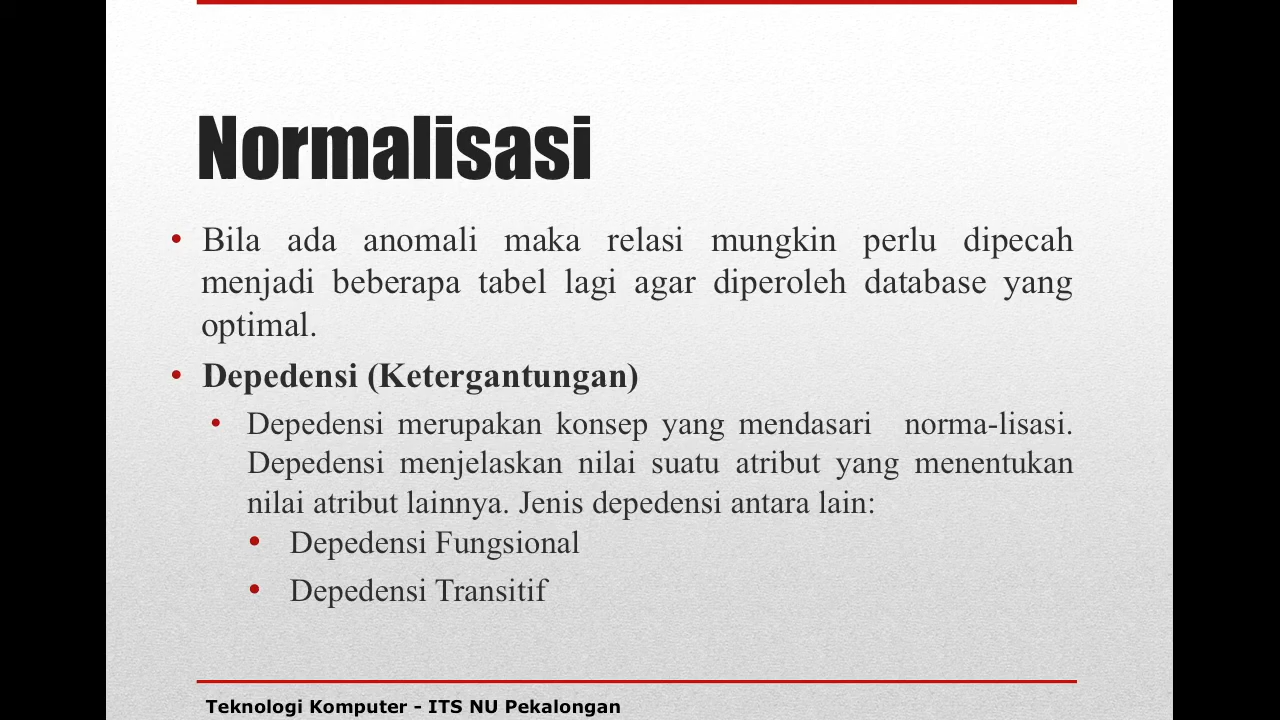 Normalisasi
• Bila ada anomali maka relasi mungkin perlu dipecah
menjadi beberapa tabel lagi agar diperoleh database yang
optimal.
• Depedensi (Ketergantungan)
• Depedensi merupakan konsep yang mendasari norma-lisasi.
Depedensi menjelaskan nilai suatu atribut yang menentukan
nilai atribut lainnya. Jenis depedensi antara lain:
• Depedensi Fungsional
• Depedensi Transitif
Teknologi Komputer - ITS NU Pekalongan